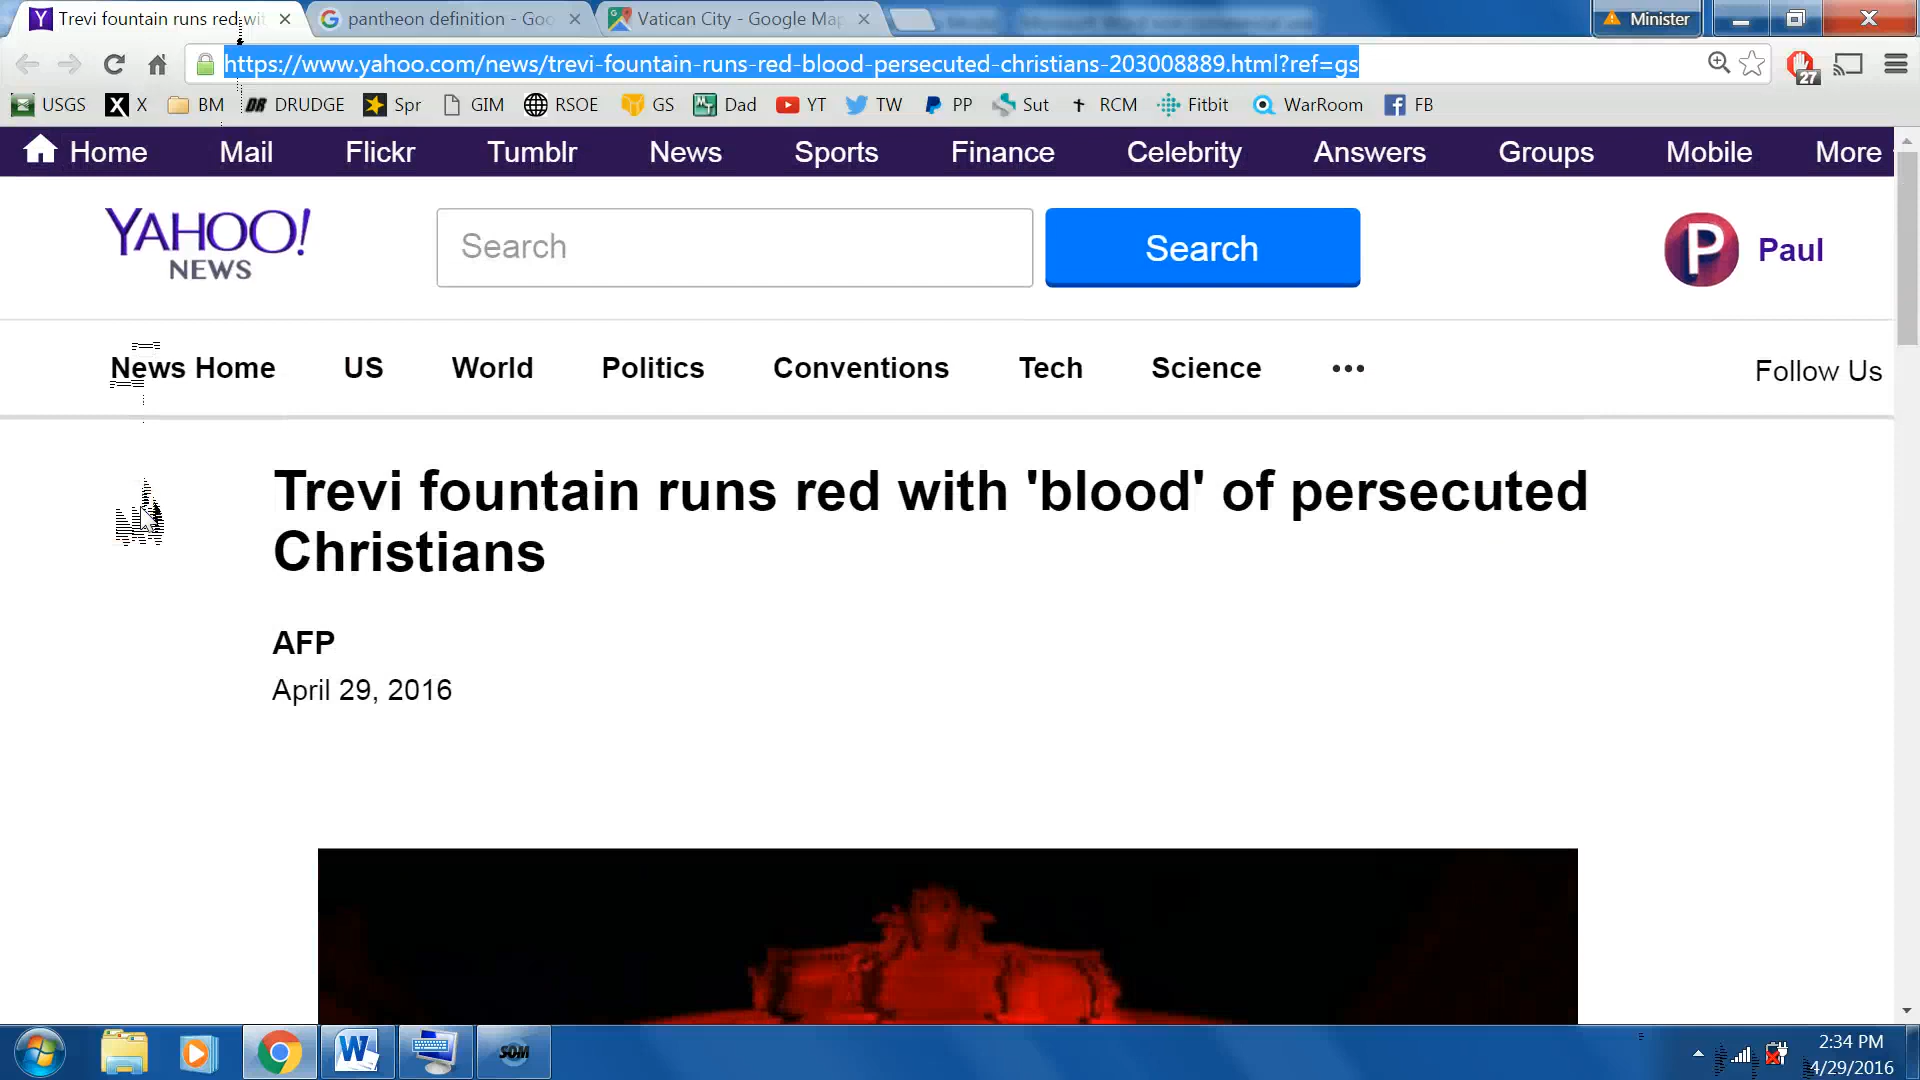 Trevi fountain runs red wit
pantheon definition - Goo
Vatican City - Google Map
Minister
https://www.yahoo.com/news/trevi-fountain-runs-red-blood-persecuted-christians-203008889.html?ref=gs
27
USGS X BM DRUDGE Spr GIM RSOE GS Dad YT TW PP Sut RCM Fitbit WarRoom FB
Home Mail Flickr Tumblr News Sports Finance Celebrity Answers Groups Mobile More
YAHOO!
NEWS
Search
Search
P Paul
News Home US World Politics Conventions Tech Science ••• Follow Us
Trevi fountain runs red with 'blood' of persecuted
Christians
AFP
April 29, 2016
SOM
2:34 PM
4/29/2016